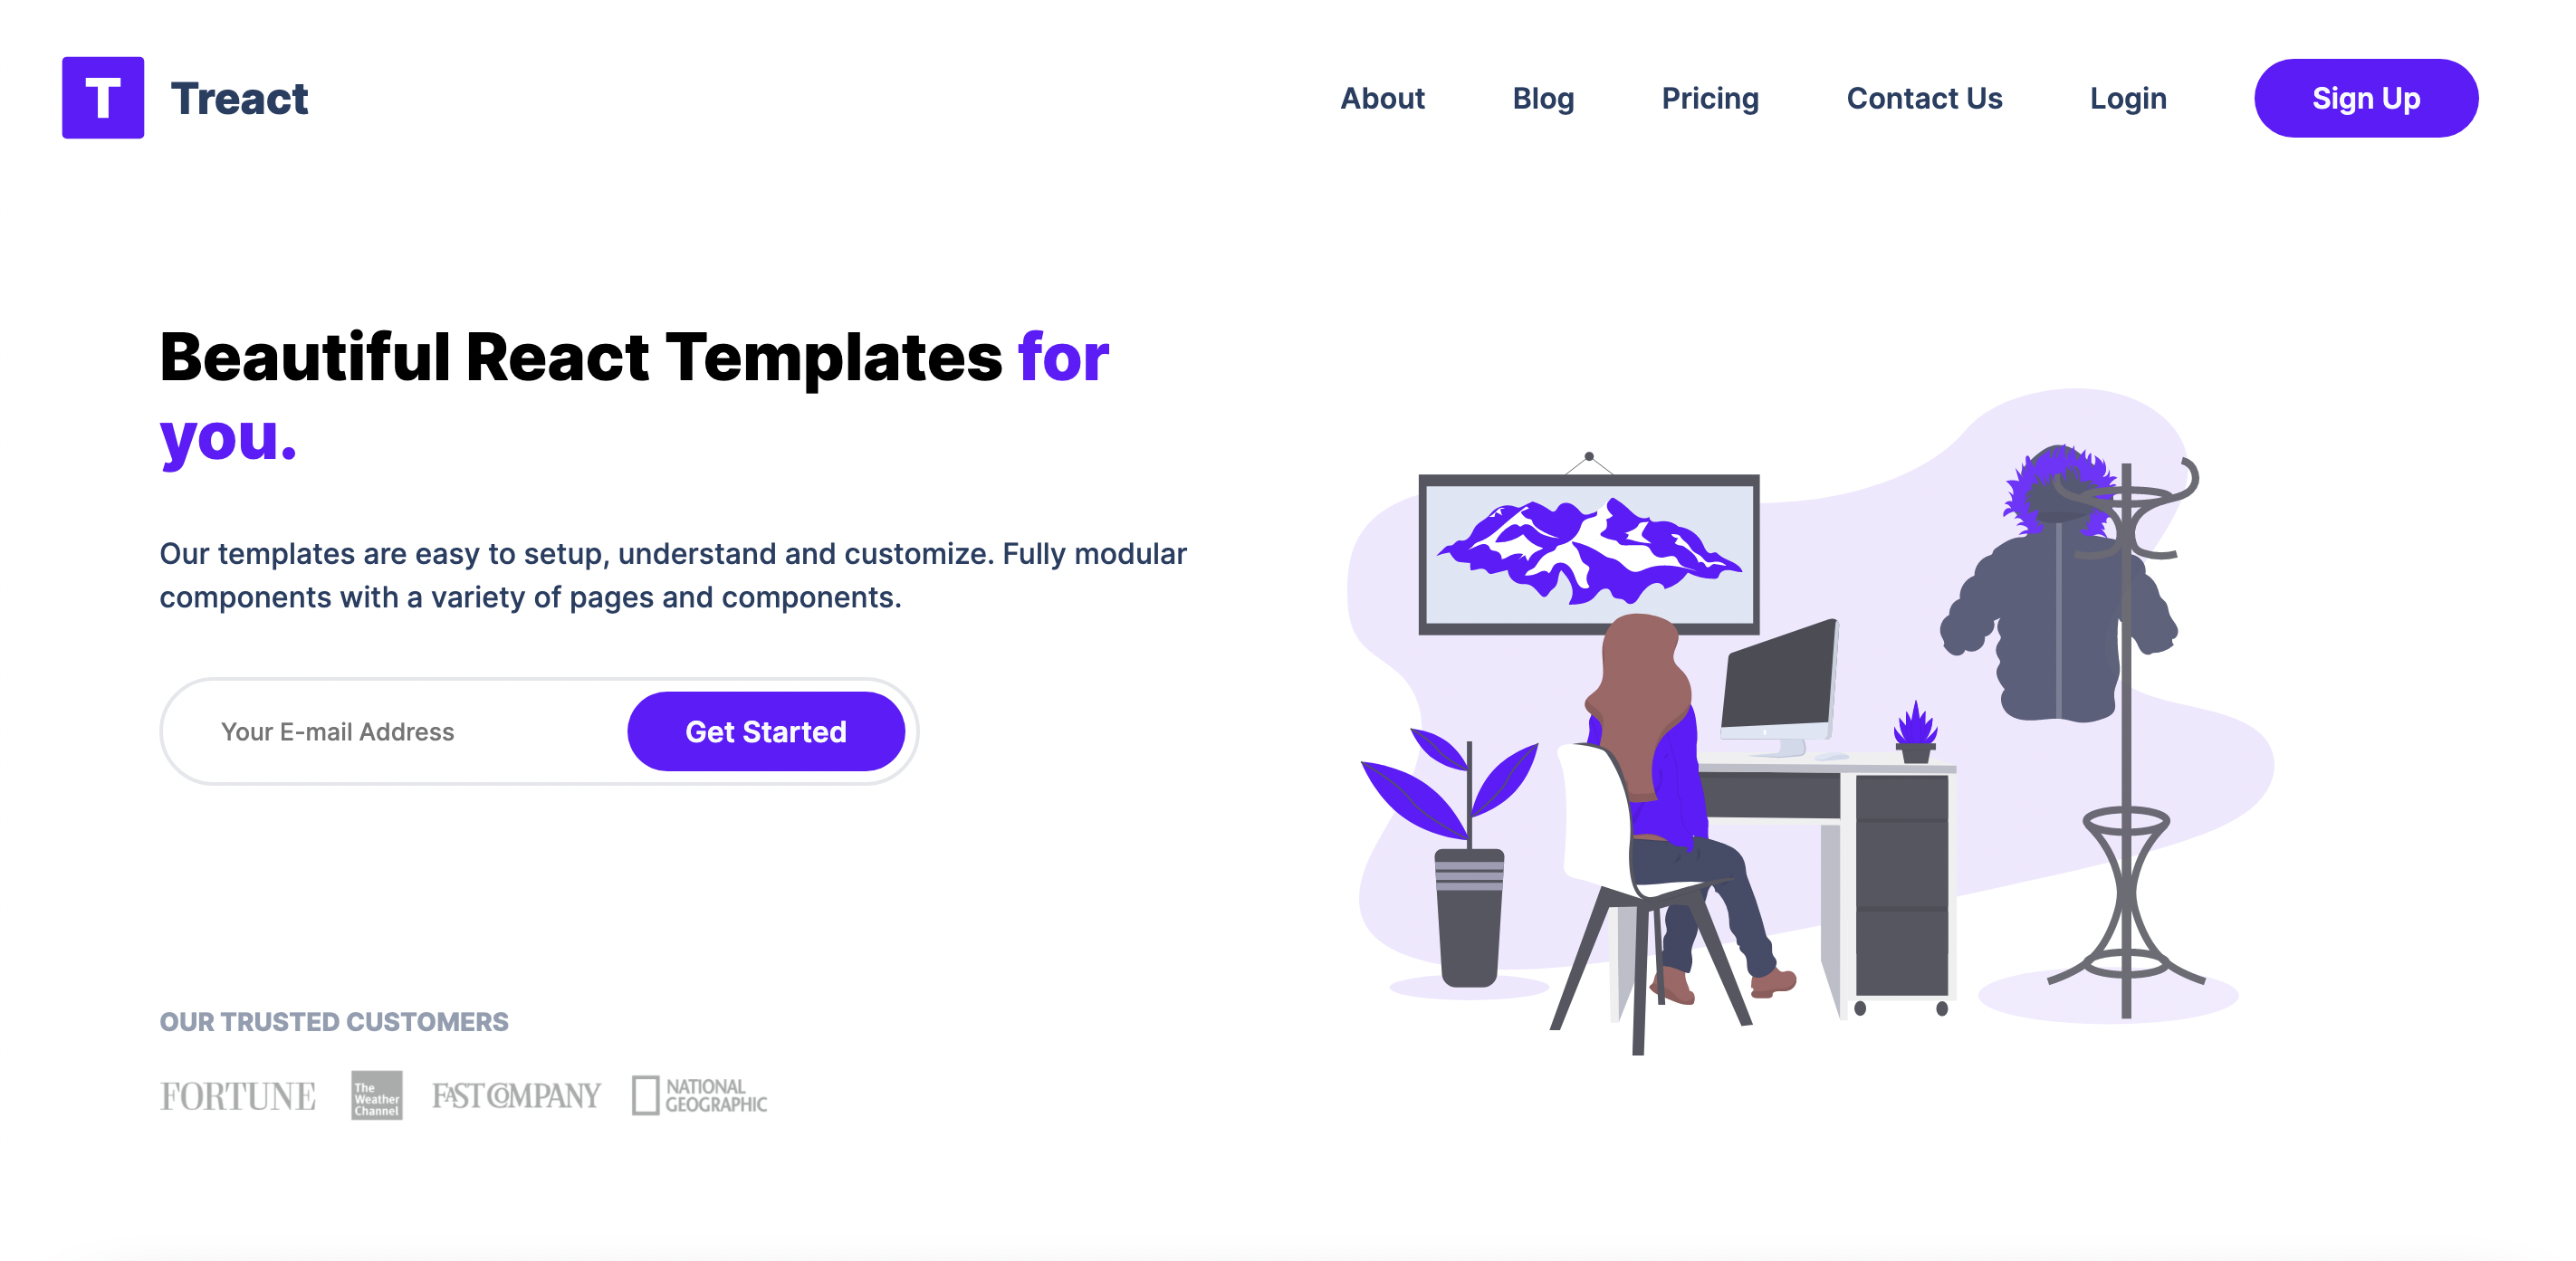 T
Treact
About
Blog
Pricing
Contact Us
Login
Sign Up
Beautiful React Templates for
you.
Our templates are easy to setup, understand and customize. Fully modular
components with a variety of pages and components.
Your E-mail Address
Get Started
OUR TRUSTED CUSTOMERS
FORTUNE
The
Weather
Channel
FAST COMPANY
NATIONAL
GEOGRAPHIC